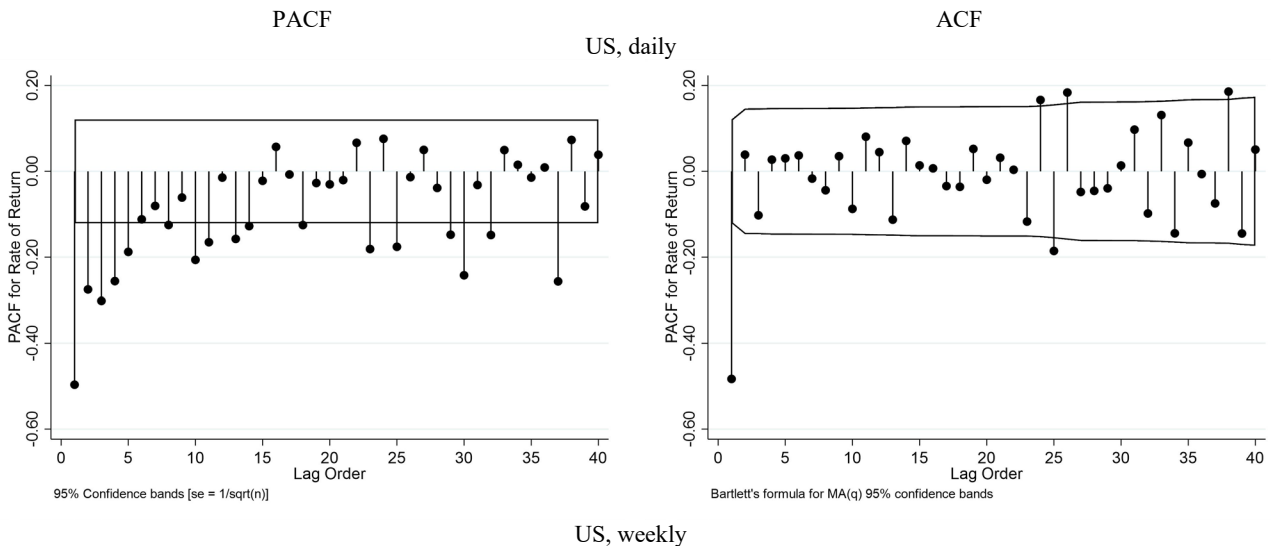 PACF
ACF
US, daily
PACF for Rate of Return
0.20
0.00
-0.20
-0.40
-0.60
0 5 10 15 20 25 30 35 40
Lag Order
95% Confidence bands [se = 1/sqrt(n)]
PACF for Rate of Return
0.20
0.00
-0.20
-0.40
-0.60
0 5 10 15 20 25 30 35 40
Lag Order
Bartlett's formula for MA(q) 95% confidence bands
US, weekly